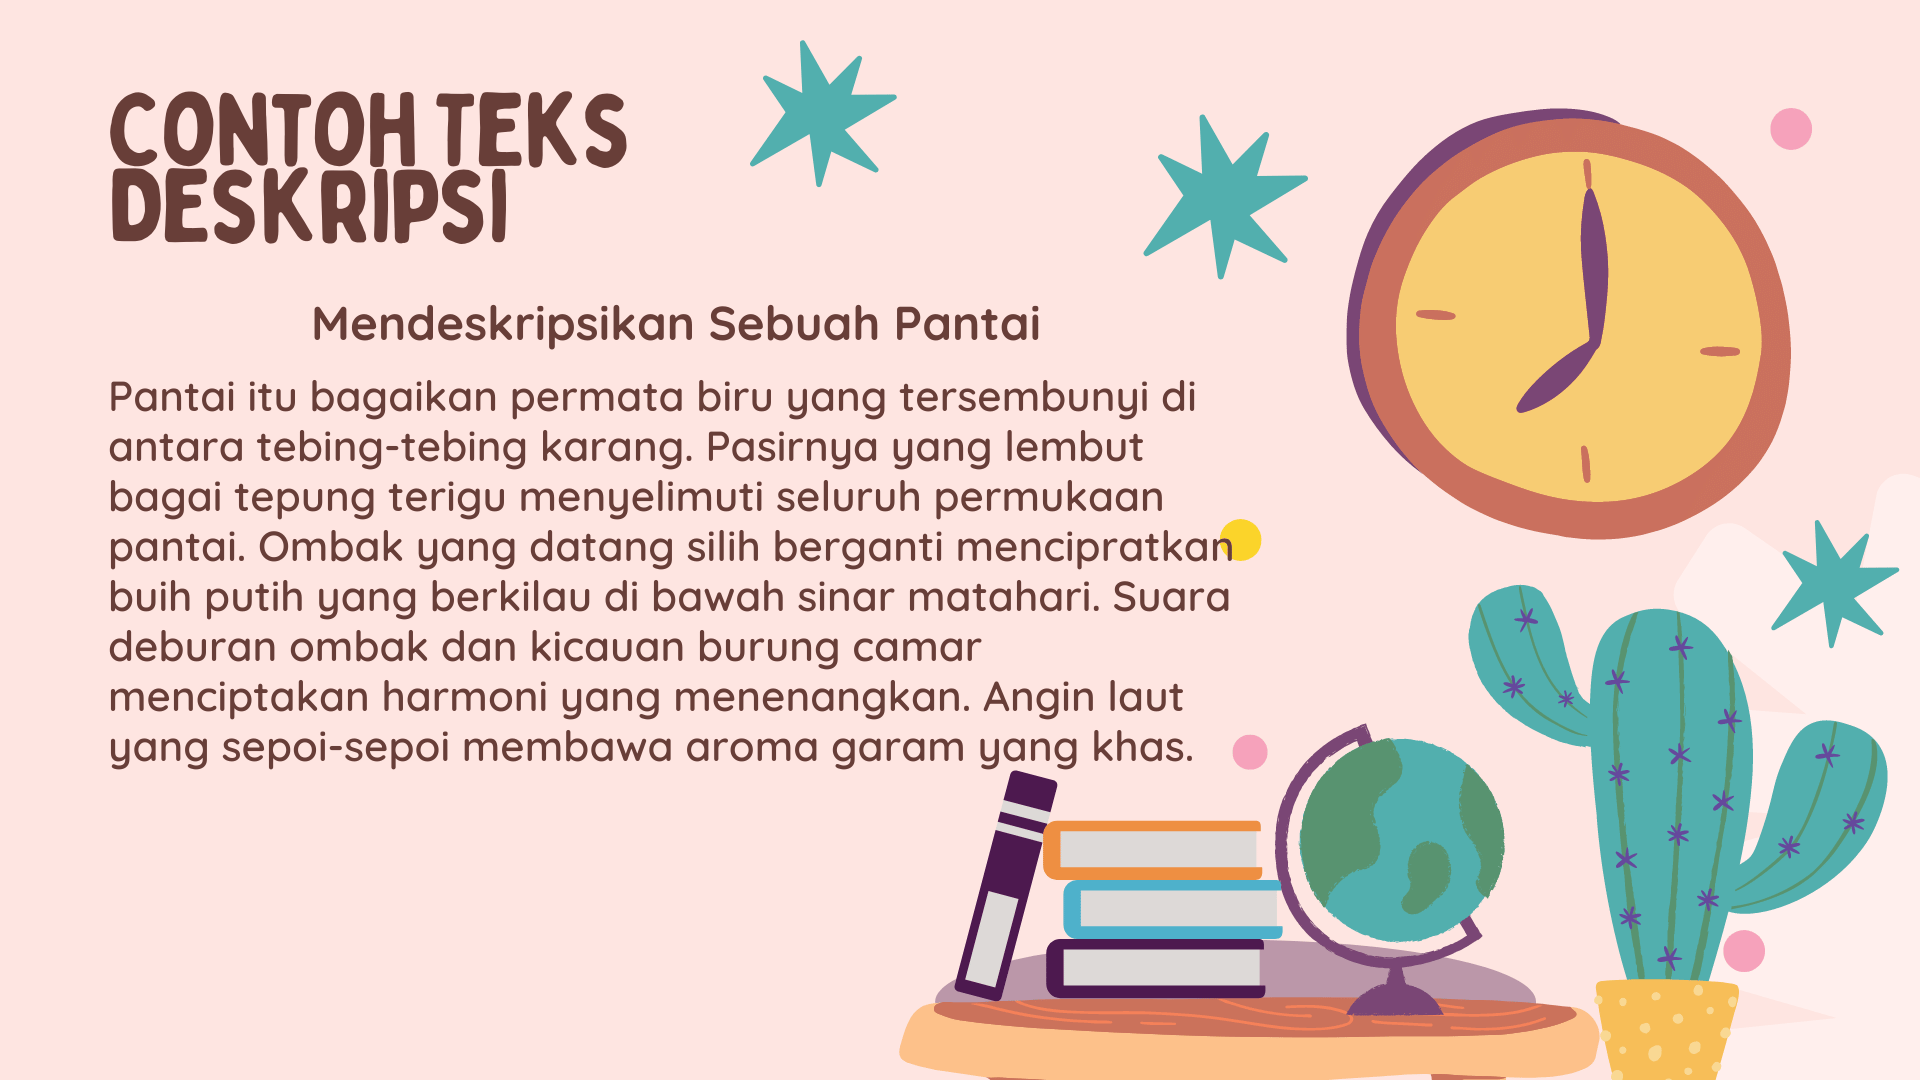 CONTOH TEKS
DESKRIPSI
Mendeskripsikan Sebuah Pantai
Pantai itu bagaikan permata biru yang tersembunyi di
antara tebing-tebing karang. Pasirnya yang lembut
bagai tepung terigu menyelimuti seluruh permukaan
pantai. Ombak yang datang silih berganti mencipratkan
buih putih yang berkilau di bawah sinar matahari. Suara
deburan ombak dan kicauan burung camar
menciptakan harmoni yang menenangkan. Angin laut
yang sepoi-sepoi membawa aroma garam yang khas.